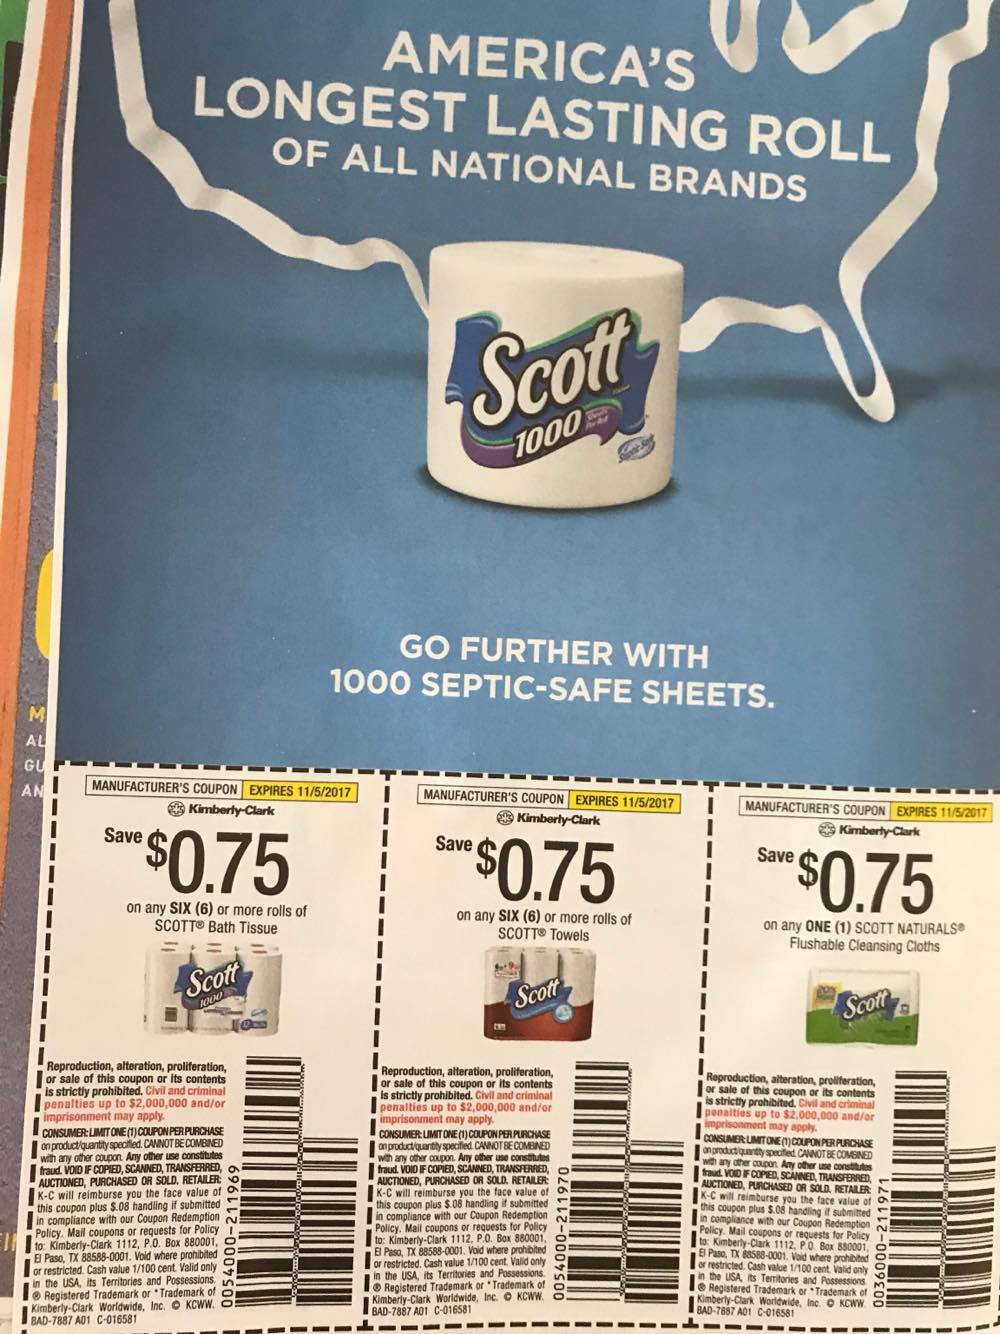 AMERICA'S
LONGEST LASTING ROLL
OF ALL NATIONAL BRANDS
Scott
1000
GO FURTHER WITH
1000 SEPTIC-SAFE SHEETS.
M
AL
GU
AN
MANUFACTURER'S COUPON EXPIRES 11/5/2017
Kimberly-Clark
Save $0.75
on any SIX (6) or more rolls of
SCOTT® Bath Tissue
Scott
1000
Reproduction, alteration, proliferation,
or sale of this coupon or its contents
is strictly prohibited. Civil and criminal
penalties up to $2,000,000 and/or
imprisonment may apply.
CONSUMER: LIMIT ONE (1) COUPON PER PURCHASE
on product/quantity specified. CANNOT BE COMBINED
with any other coupon. Any other use constitutes
fraud. VOID IF COPIED, SCANNED, TRANSFERRED,
AUCTIONED, PURCHASED OR SOLD. RETAILER:
K-C will reimburse you the face value of
this coupon plus $.08 handling if submitted
in compliance with our Coupon Redemption
Policy. Mail coupons or requests for Policy
to: Kimberly-Clark 1112, P.O. Box 880001,
El Paso, TX 88588-0001. Void where prohibited
or restricted. Cash value 1/100 cent. Valid only
in the USA, its Territories and Possessions.
® Registered Trademark or *Trademark of
Kimberly-Clark Worldwide, Inc. © KCWW.
BAD-7887 A01 C-016581
0054000-211969
MANUFACTURER'S COUPON EXPIRES 11/5/2017
Kimberly-Clark
Save $0.75
on any SIX (6) or more rolls of
SCOTT® Towels
Scott
Reproduction, alteration, proliferation,
or sale of this coupon or its contents
is strictly prohibited. Civil and criminal
penalties up to $2,000,000 and/or
imprisonment may apply.
CONSUMER: LIMIT ONE (1) COUPON PER PURCHASE
on product/quantity specified. CANNOT BE COMBINED
with any other coupon. Any other use constitutes
fraud. VOID IF COPIED, SCANNED, TRANSFERRED,
AUCTIONED, PURCHASED OR SOLD. RETAILER:
K-C will reimburse you the face value of
this coupon plus $.08 handling if submitted
in compliance with our Coupon Redemption
Policy. Mail coupons or requests for Policy
to: Kimberly-Clark 1112, P.O. Box 880001,
El Paso, TX 88588-0001. Void where prohibited
or restricted. Cash value 1/100 cent. Valid only
in the USA, its Territories and Possessions.
® Registered Trademark or *Trademark of
Kimberly-Clark Worldwide, Inc. © KCWW.
BAD-7887 A01 C-016581
0054000-211970
MANUFACTURER'S COUPON EXPIRES 11/5/2017
Kimberly-Clark
Save $0.75
on any ONE (1) SCOTT NATURALS®
Flushable Cleansing Cloths
Scott
Reproduction, alteration, proliferation,
or sale of this coupon or its contents
is strictly prohibited. Civil and criminal
penalties up to $2,000,000 and/or
imprisonment may apply.
CONSUMER: LIMIT ONE (1) COUPON PER PURCHASE
on product/quantity specified. CANNOT BE COMBINED
with any other coupon. Any other use constitutes
fraud. VOID IF COPIED, SCANNED, TRANSFERRED,
AUCTIONED, PURCHASED OR SOLD. RETAILER:
K-C will reimburse you the face value of
this coupon plus $.08 handling if submitted
in compliance with our Coupon Redemption
Policy. Mail coupons or requests for Policy
to: Kimberly-Clark 1112, P.O. Box 880001,
El Paso, TX 88588-0001. Void where prohibited
or restricted. Cash value 1/100 cent. Valid only
in the USA, its Territories and Possessions.
® Registered Trademark or *Trademark of
Kimberly-Clark Worldwide, Inc. © KCWW.
BAD-7887 A01 C-016581
0036000-211971